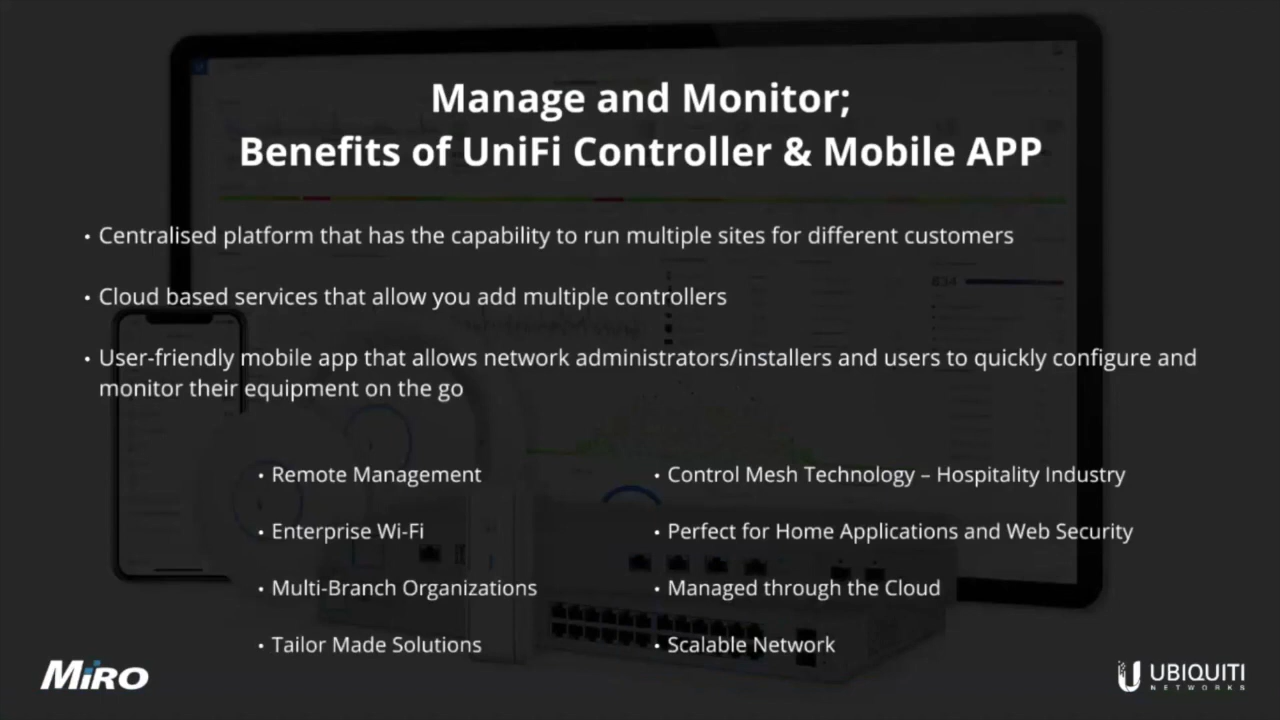 Manage and Monitor;
Benefits of UniFi Controller & Mobile APP
• Centralised platform that has the capability to run multiple sites for different customers
• Cloud based services that allow you add multiple controllers
834
• User-friendly mobile app that allows network administrators/installers and users to quickly configure and
monitor their equipment on the go
• Remote Management
• Enterprise Wi-Fi
• Multi-Branch Organizations
• Tailor Made Solutions
• Control Mesh Technology – Hospitality Industry
• Perfect for Home Applications and Web Security
• Managed through the Cloud
• Scalable Network
MiRO
UBIQUITI
NETWORKS